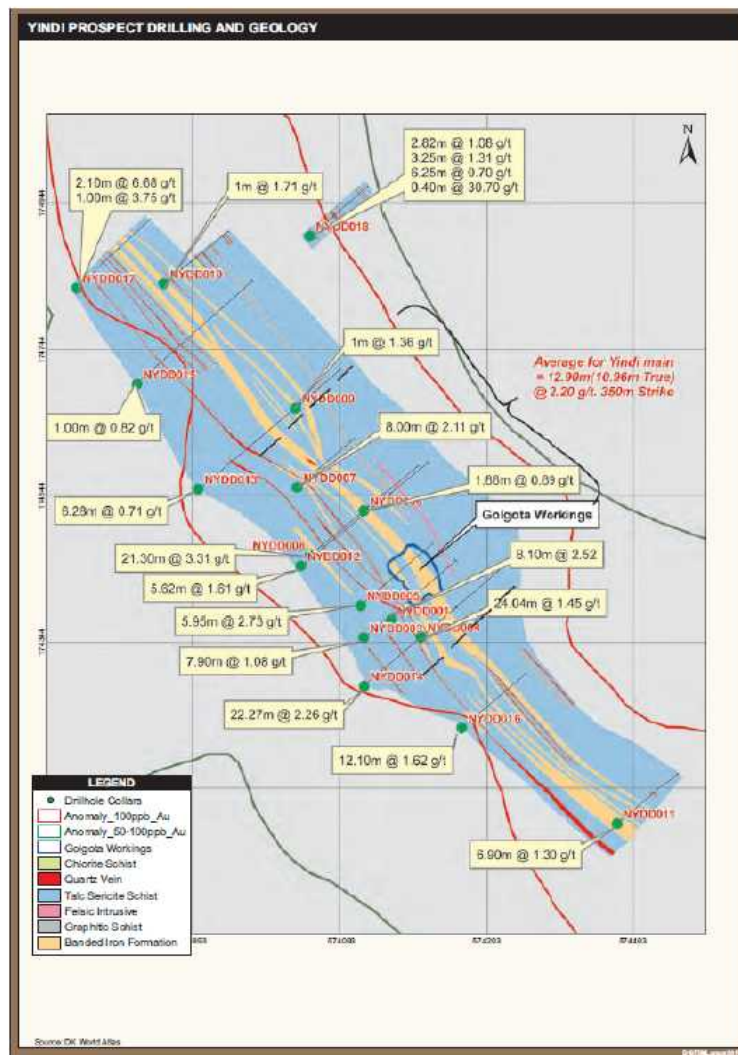 YINDI PROSPECT DRILLING AND GEOLOGY
N
2.82m @ 1.08 g/t
3.25m @ 1.31 g/t
6.25m @ 0.70 g/t
0.40m @ 30.70 g/t
2.10m @ 6.68 g/t
1.00m @ 3.75 g/t
1m @ 1.71 g/t
NYDD018
NYDD017
NYDD010
1m @ 1.36 g/t
Average for Yindi main
= 12.90m(10.96m True)
@ 2.20 g/t. 350m Strike
NYDD015
NYDD009
1.00m @ 0.82 g/t
8.00m @ 2.11 g/t
NYDD013
NYDD007
1.88m @ 0.89 g/t
6.28m @ 0.71 g/t
Golgota Workings
NYDD008
21.30m @ 3.31 g/t
NYDD012
8.10m @ 2.52
5.62m @ 1.61 g/t
NYDD005
24.04m @ 1.45 g/t
5.95m @ 2.73 g/t
NYDD001
NYDD004
7.90m @ 1.08 g/t
NYDD014
22.27m @ 2.26 g/t
NYDD016
12.10m @ 1.62 g/t
NYDD011
6.90m @ 1.30 g/t
LEGEND
Drillhole Collars
Anomaly_100ppb_Au
Anomaly_50-100ppb_Au
Golgota Workings
Chlorite Schist
Quartz Vein
Talc Sericite Schist
Felsic Intrusive
Graphitic Schist
Banded Iron Formation
Source: DK World Atlas